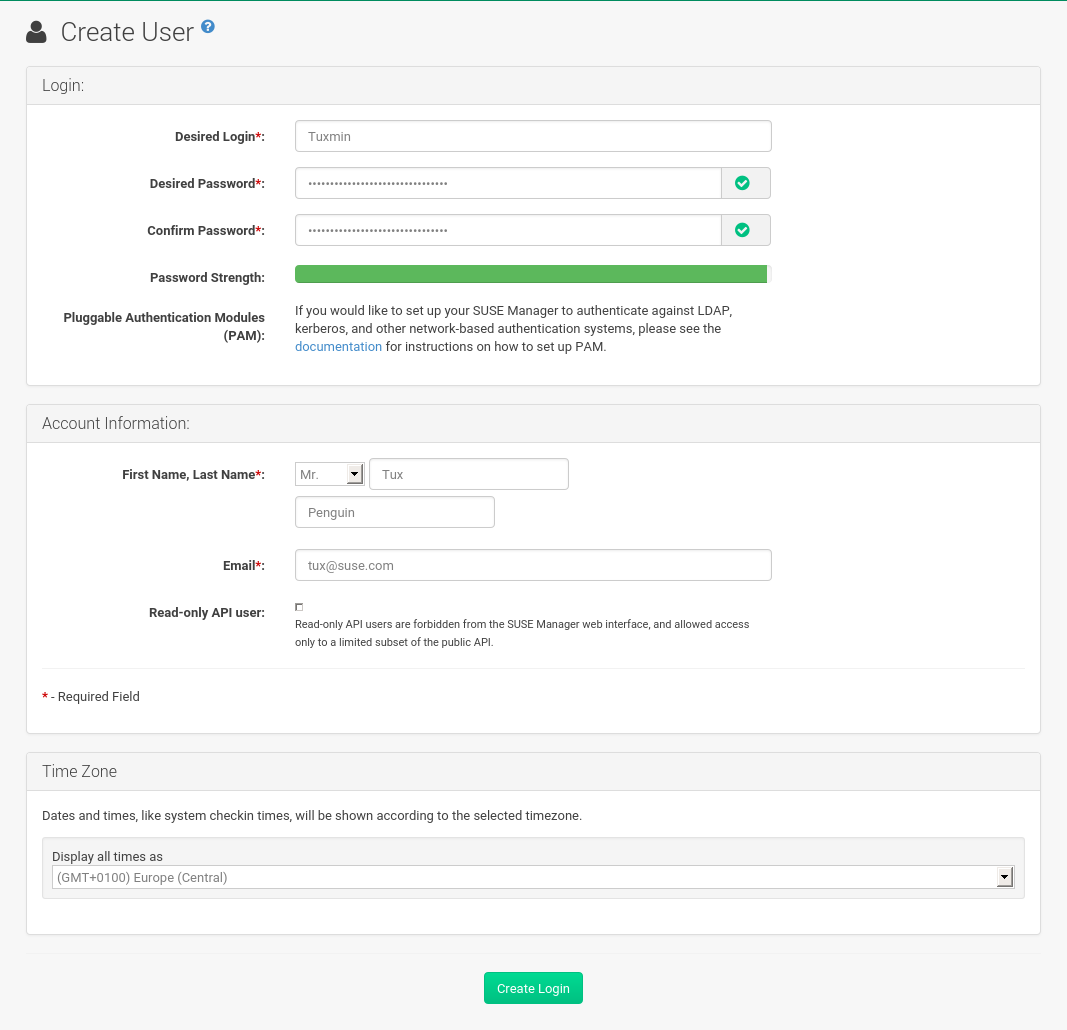 Create User ?
Login:
Desired Login*: Tuxmin
Desired Password*: ••••••••••••••••••••••••••••••••
Confirm Password*: ••••••••••••••••••••••••••••••••
Password Strength:
Pluggable Authentication Modules
(PAM):
If you would like to set up your SUSE Manager to authenticate against LDAP,
kerberos, and other network-based authentication systems, please see the
documentation for instructions on how to set up PAM.
Account Information:
First Name, Last Name*: Mr. Tux
Penguin
Email*: tux@suse.com
Read-only API user:
Read-only API users are forbidden from the SUSE Manager web interface, and allowed access
only to a limited subset of the public API.
* - Required Field
Time Zone
Dates and times, like system checkin times, will be shown according to the selected timezone.
Display all times as
(GMT+0100) Europe (Central)
Create Login